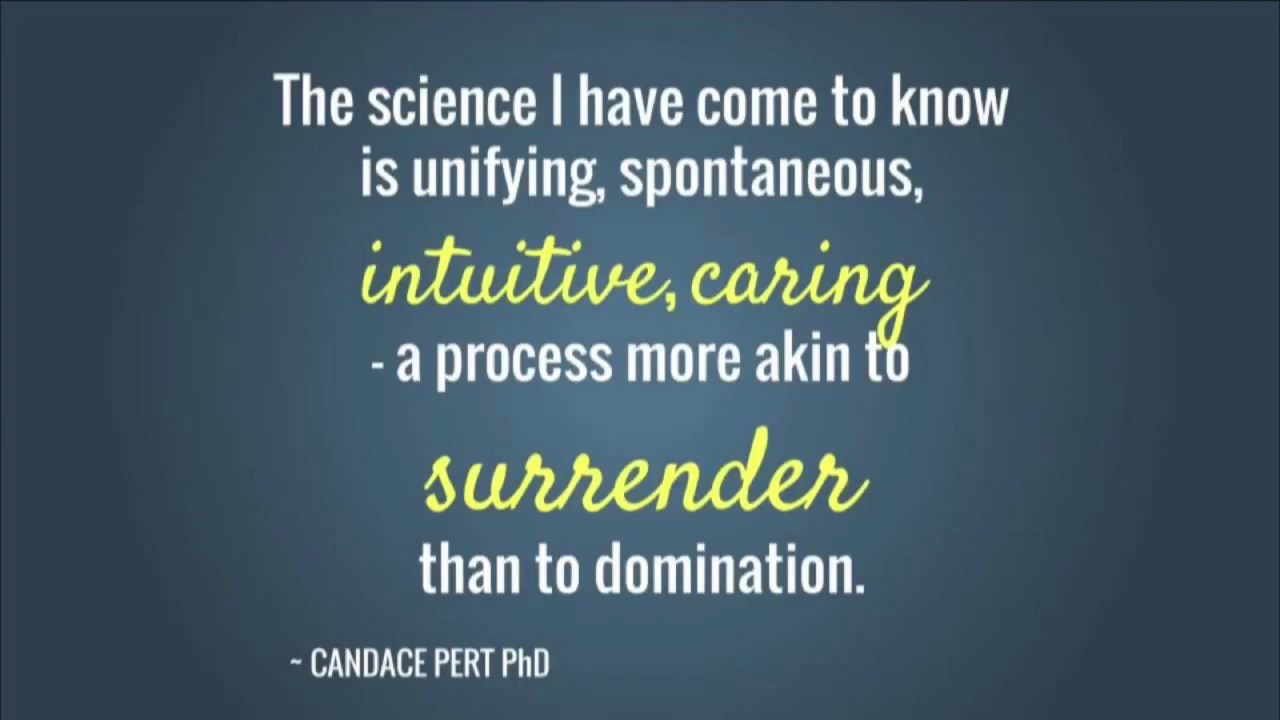 The science I have come to know
is unifying, spontaneous,
intuitive, caring
- a process more akin to
surrender
than to domination.
~ CANDACE PERT PhD